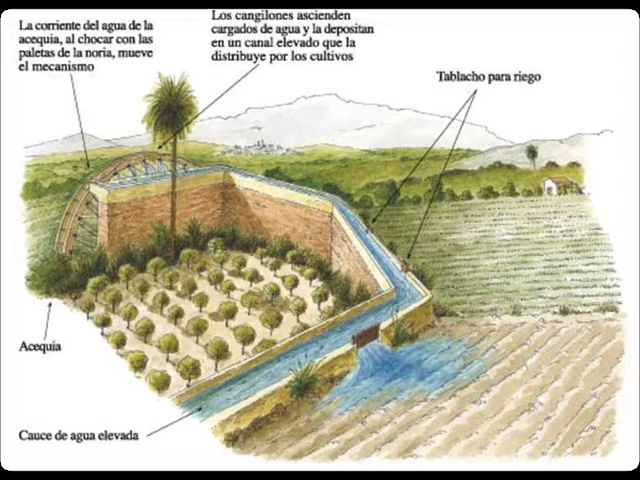 La corriente del agua de la
acequia, al chocar con las
paletas de la noria, mueve
el mecanismo
Los cangilones ascienden
cargados de agua y la depositan
en un canal elevado que la
distribuye por los cultivos
Tablacho para riego
Acequia
Cauce de agua elevada